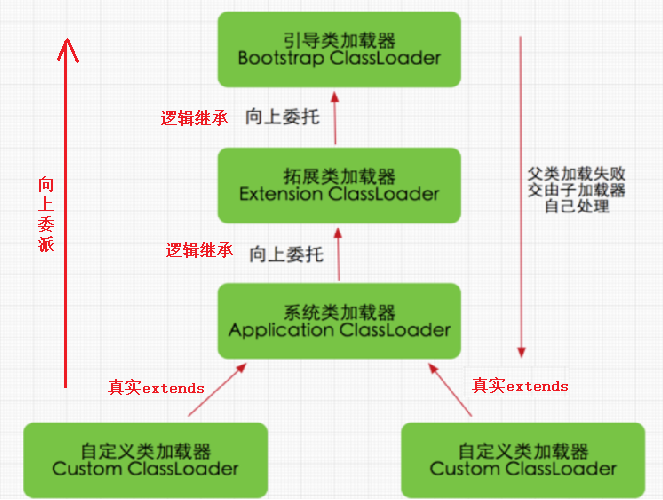 引导类加载器
Bootstrap ClassLoader
逻辑继承 向上委托
拓展类加载器
Extension ClassLoader
逻辑继承 向上委托
系统类加载器
Application ClassLoader
真实extends
真实extends
自定义类加载器
Custom ClassLoader
自定义类加载器
Custom ClassLoader
向上委派
父类加载失败
交由子加载器
自己处理